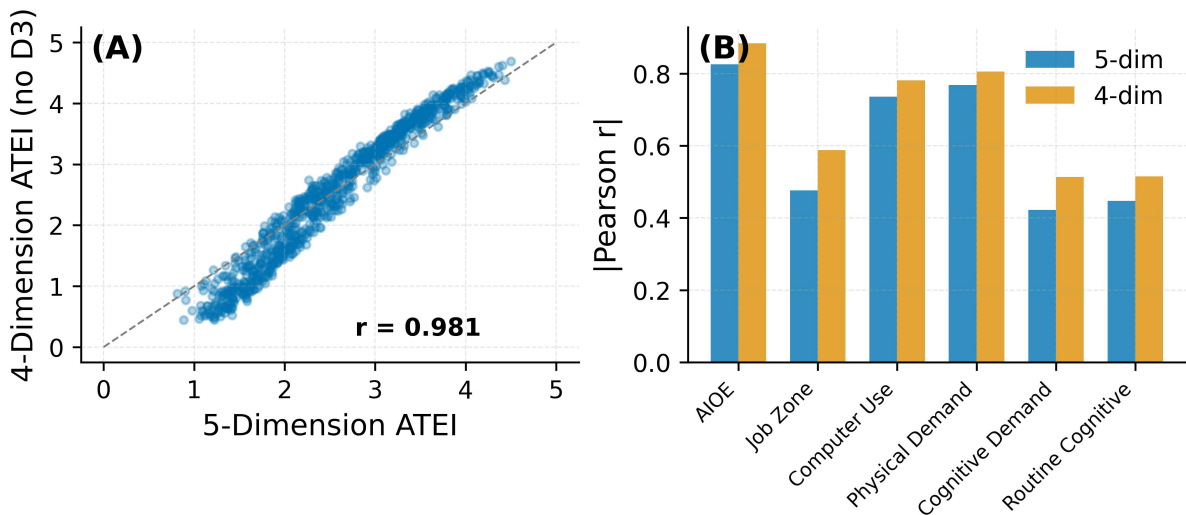 (A)
4-Dimension ATEI (no D3)
5
4
3
2
1
0
r = 0.981
0 1 2 3 4 5
5-Dimension ATEI
(B)
5-dim
4-dim
|Pearson r|
0.8
0.6
0.4
0.2
0.0
AIOE
Job Zone
Computer Use
Physical Demand
Cognitive Demand
Routine Cognitive